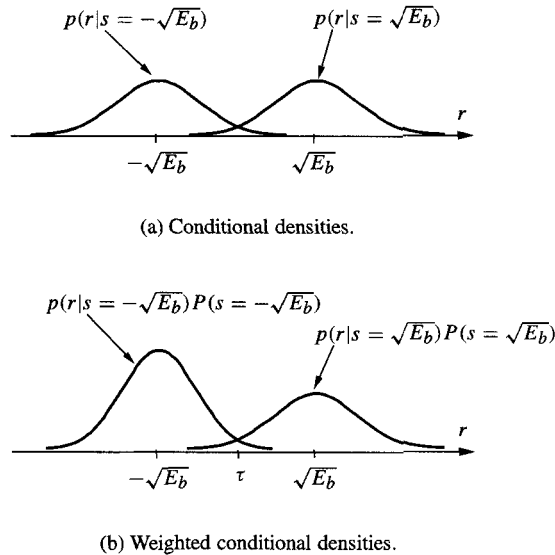 p(r|s = −√E_b)
p(r|s = √E_b)
r
−√E_b
√E_b
(a) Conditional densities.
p(r|s = −√E_b)P(s = −√E_b)
p(r|s = √E_b)P(s = √E_b)
r
−√E_b
τ
√E_b
(b) Weighted conditional densities.